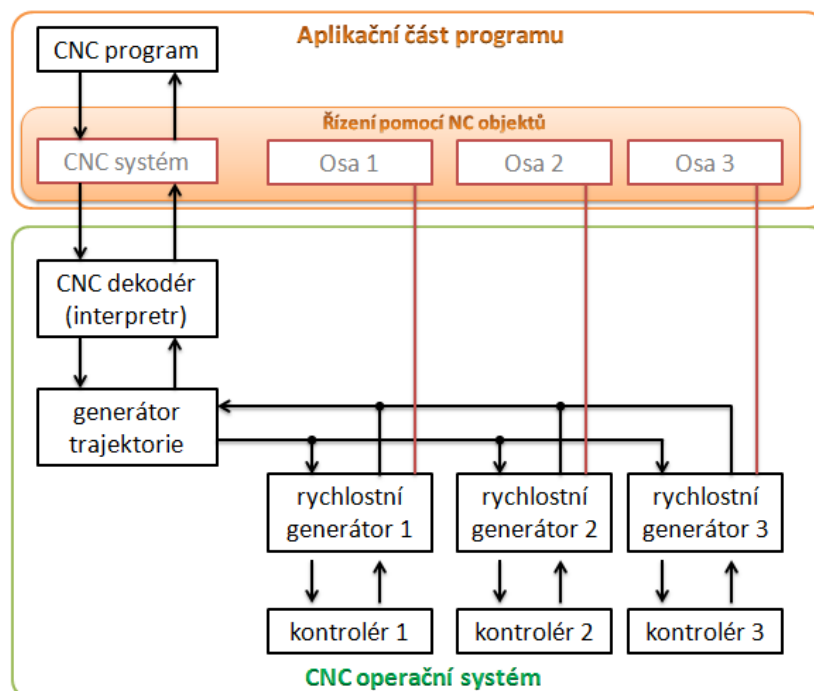 Aplikační část programu
CNC program
Řízení pomocí NC objektů
CNC systém
Osa 1
Osa 2
Osa 3
CNC dekodér
(interpretr)
generátor
trajektorie
rychlostní
generátor 1
rychlostní
generátor 2
rychlostní
generátor 3
kontrolér 1
kontrolér 2
kontrolér 3
CNC operační systém